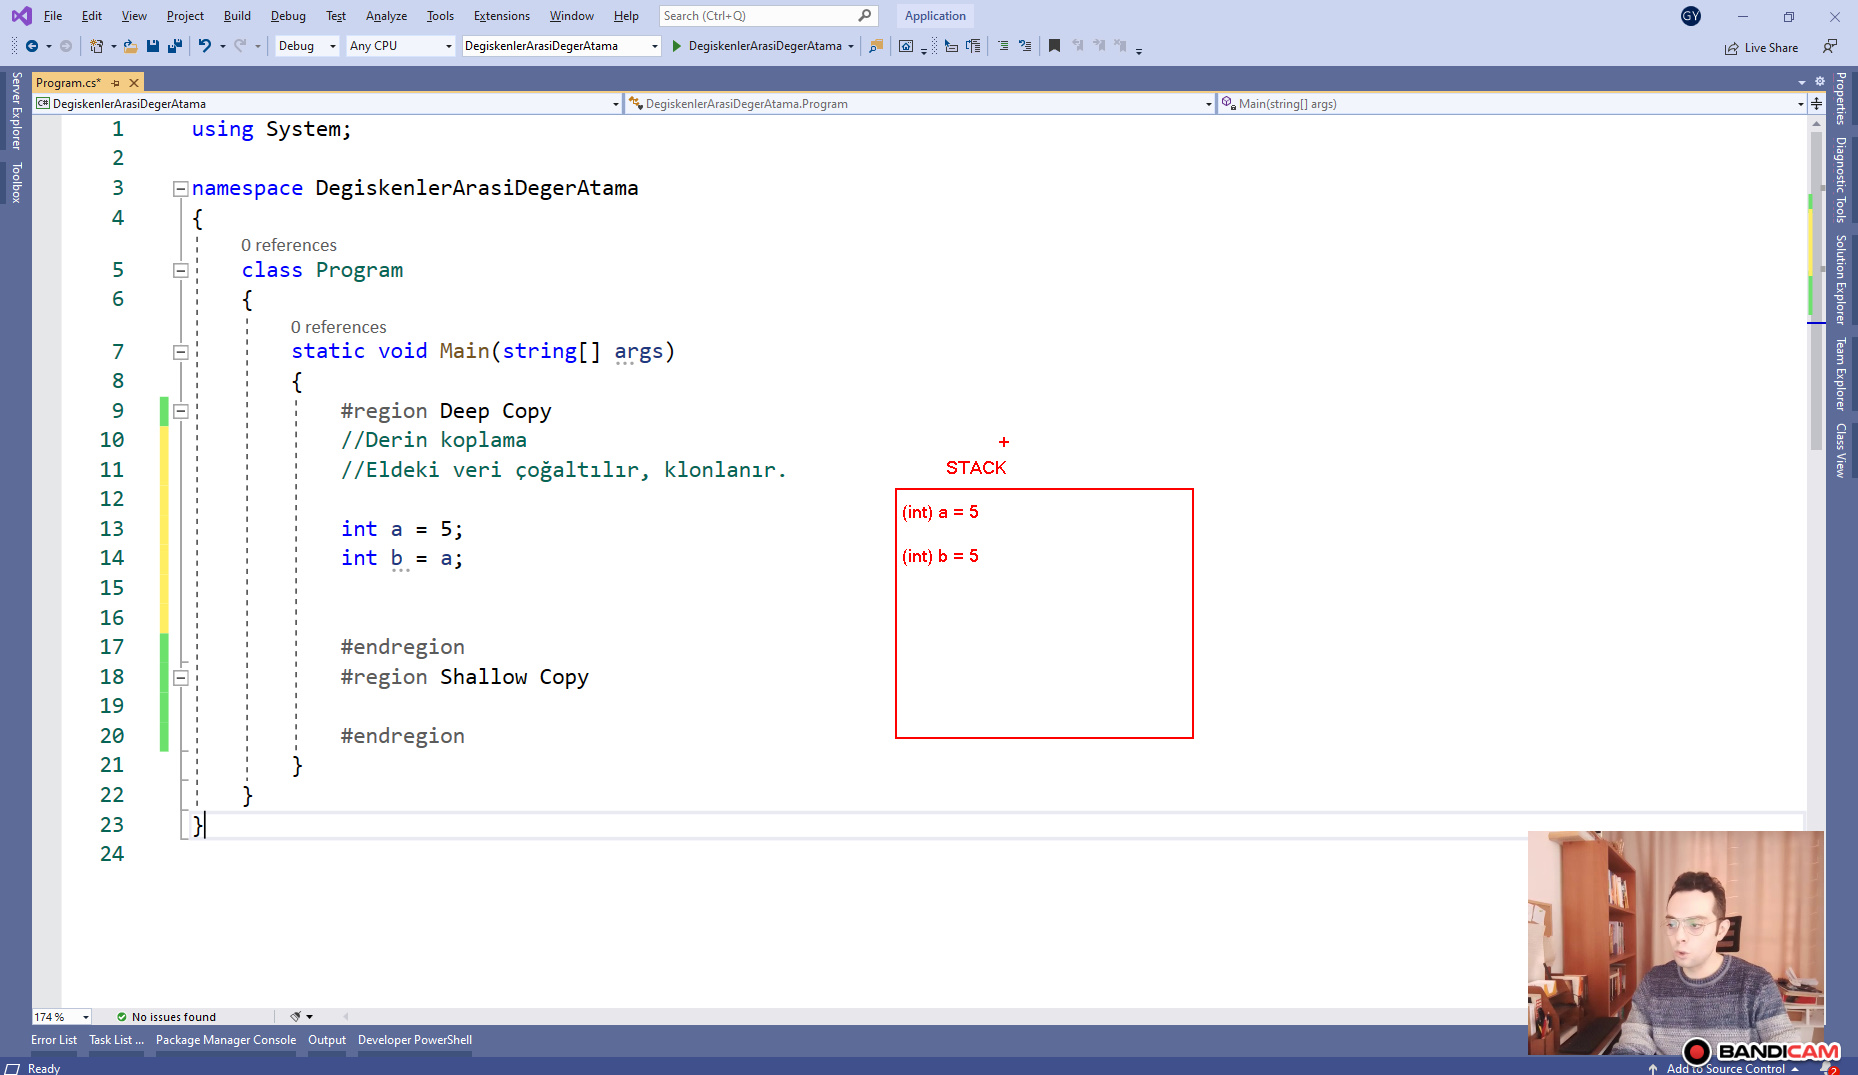 File Edit View Project Build Debug Test Analyze Tools Extensions Window Help Search (Ctrl+Q) Application GY
Debug Any CPU DegiskenlerArasiDegerAtama DegiskenlerArasiDegerAtama Live Share
Server Explorer
Toolbox
Program.cs*
C# DegiskenlerArasiDegerAtama DegiskenlerArasiDegerAtama.Program Main(string[] args)
1 using System;
2
3 namespace DegiskenlerArasiDegerAtama
4 {
0 references
5 class Program
6 {
0 references
7 static void Main(string[] args)
8 {
9 #region Deep Copy
10 //Derin koplama
11 //Eldeki veri çoğaltılır, klonlanır.
12
13 int a = 5;
14 int b = a;
15
16
17 #endregion
18 #region Shallow Copy
19
20 #endregion
21 }
22 }
23 }
24
STACK
(int) a = 5
(int) b = 5
Properties
Diagnostic Tools
Solution Explorer
Team Explorer
Class View
174 % No issues found
Error List Task List ... Package Manager Console Output Developer PowerShell
Ready Add to Source Control 2
BANDICAM